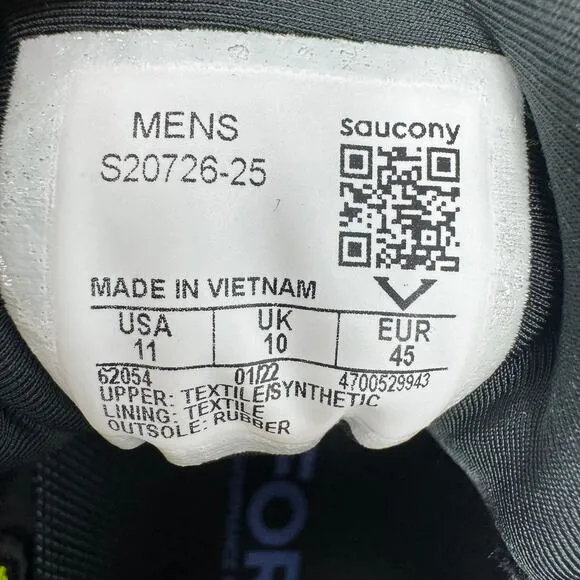 MENS
S20726-25
saucony
MADE IN VIETNAM
USA UK EUR
11 10 45
62054 01/22 4700529943
UPPER: TEXTILE/SYNTHETIC
LINING: TEXTILE
OUTSOLE: RUBBER
FOR